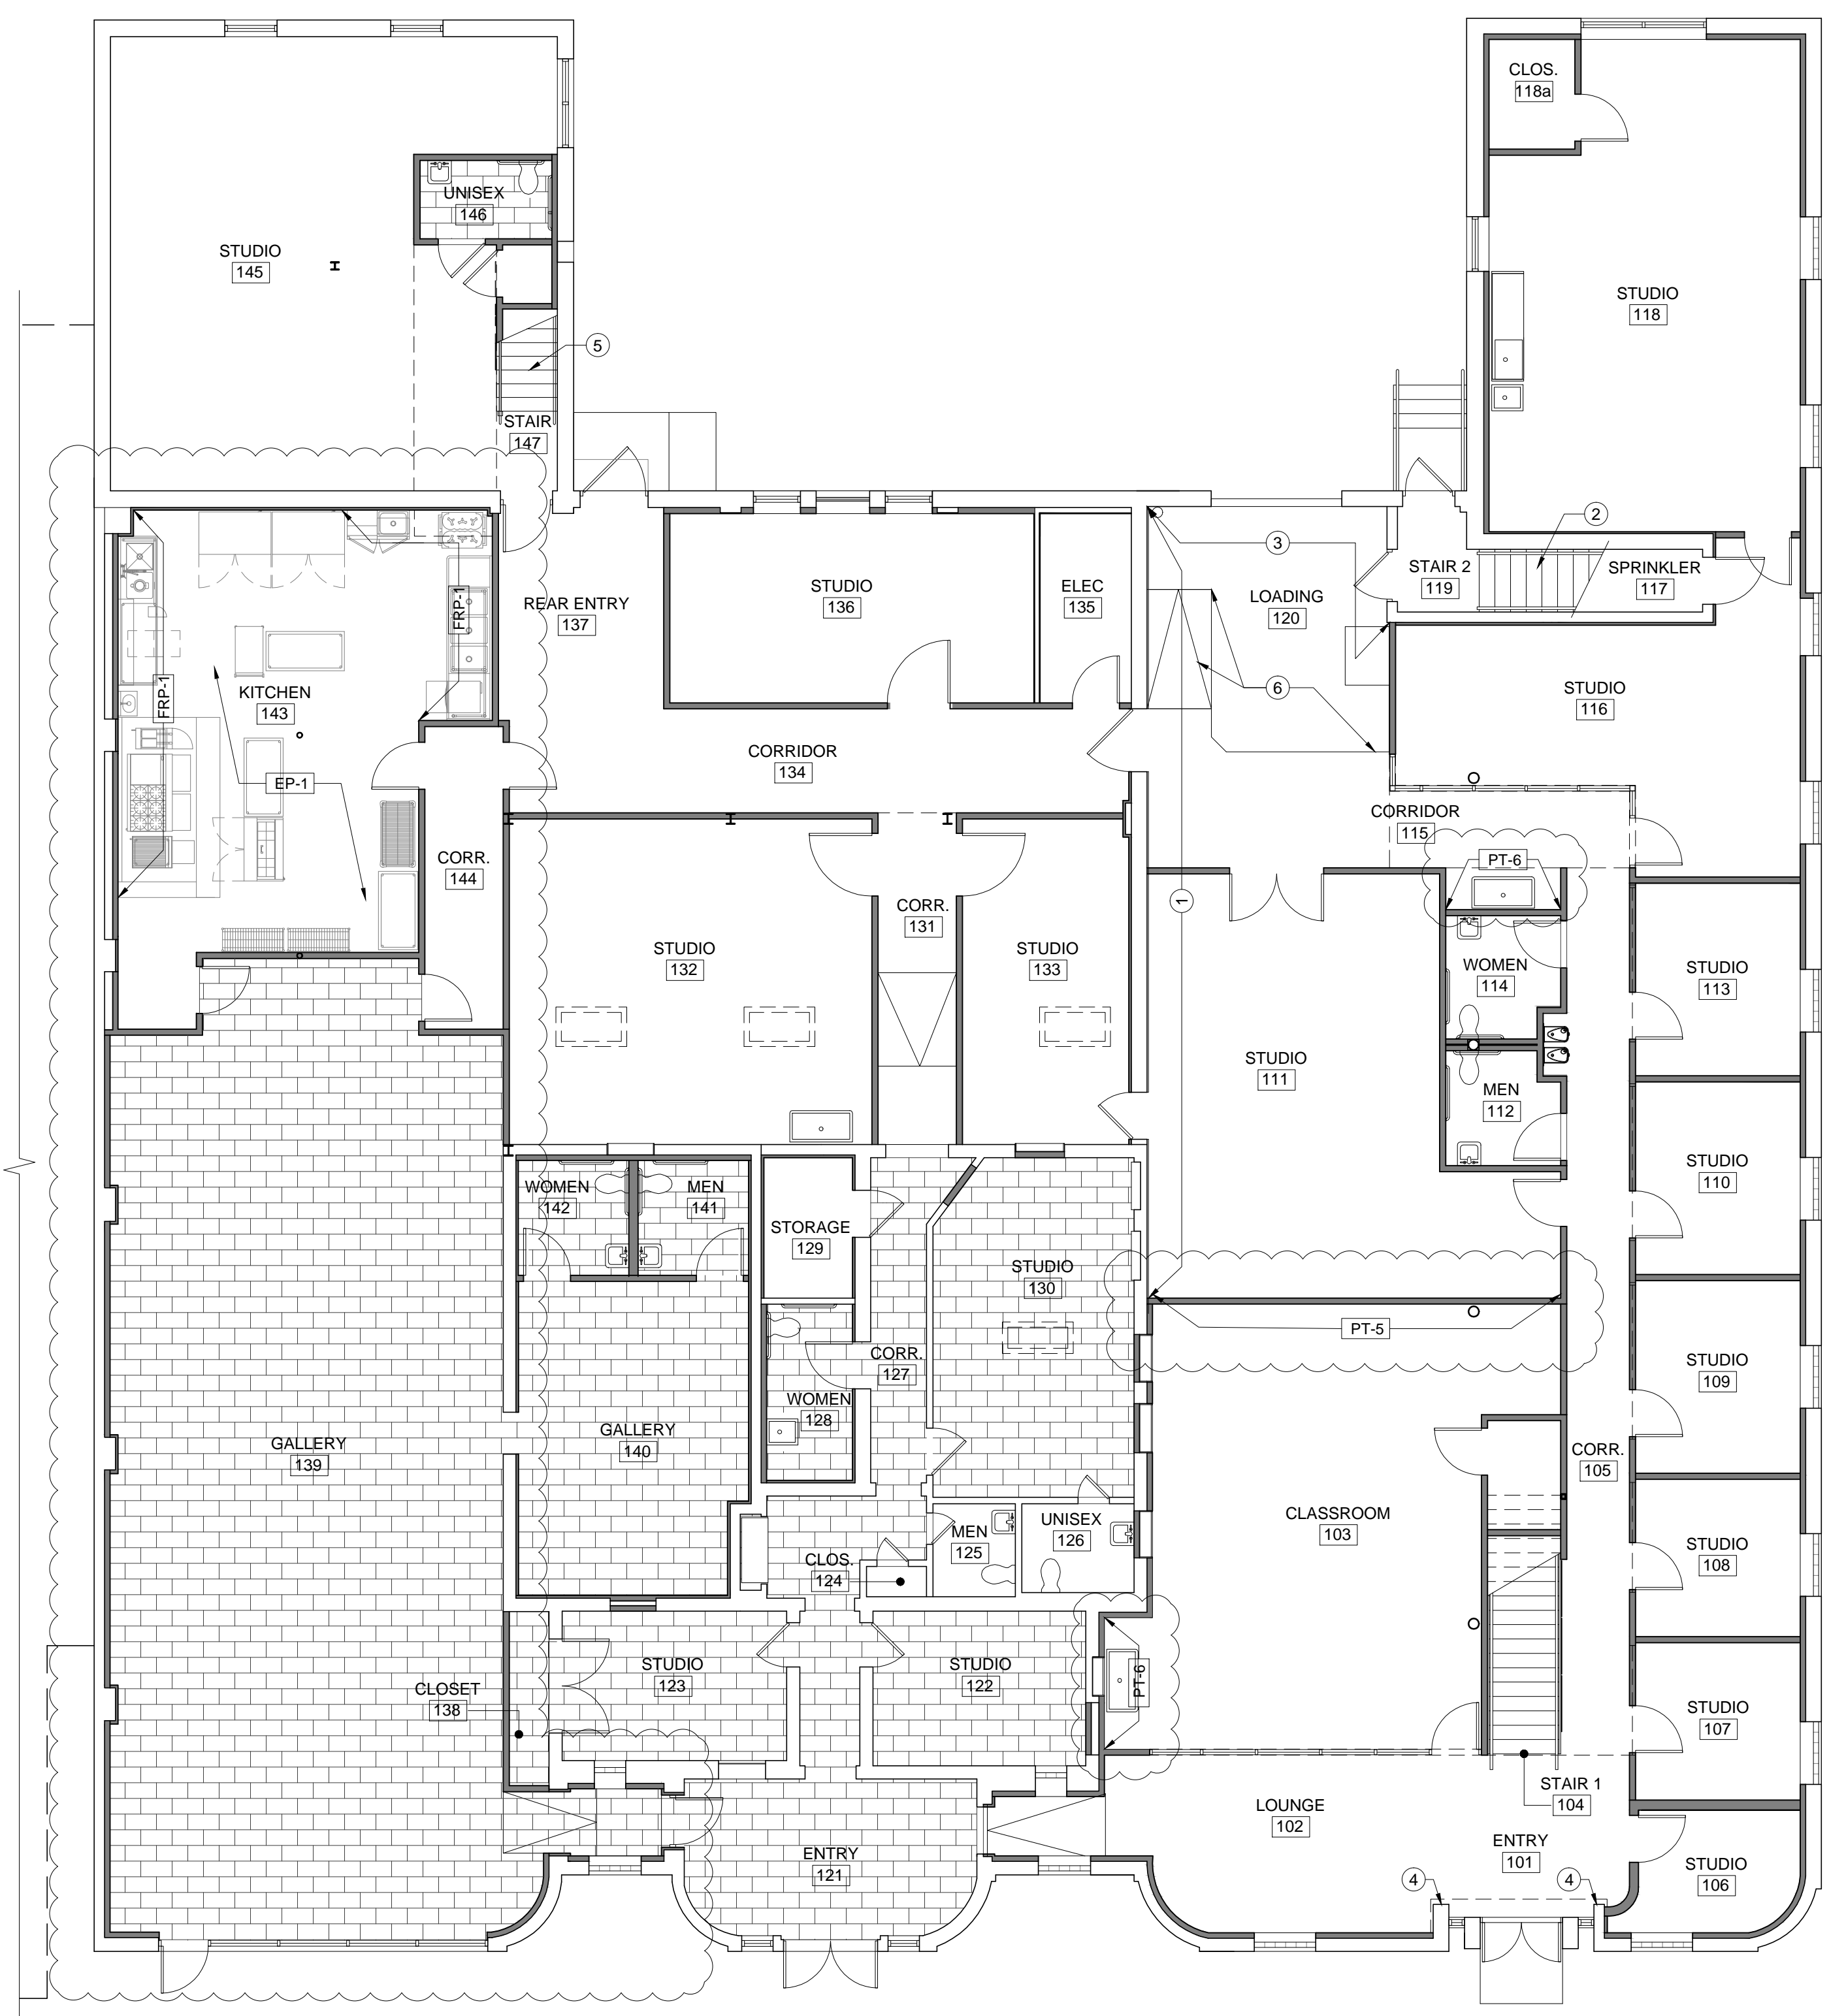 CLOS.
118a
UNISEX
146
STUDIO
145
STUDIO
118
5
STAIR
147
2
3
STUDIO
136
ELEC
135
LOADING
120
STAIR 2
119
SPRINKLER
117
REAR ENTRY
137
FRP-1
FRP-1
KITCHEN
143
6
STUDIO
116
CORRIDOR
134
EP-1
CORRIDOR
115
CORR.
144
PT-6
1
CORR.
131
STUDIO
132
STUDIO
133
WOMEN
114
STUDIO
113
STUDIO
111
MEN
112
STUDIO
110
WOMEN
142
MEN
141
STORAGE
129
STUDIO
130
PT-5
CORR.
127
STUDIO
109
WOMEN
128
GALLERY
139
GALLERY
140
CORR.
105
CLASSROOM
103
MEN
125
UNISEX
126
STUDIO
108
CLOS.
124
CLOSET
138
STUDIO
123
STUDIO
122
PT-6
STUDIO
107
STAIR 1
104
LOUNGE
102
ENTRY
121
ENTRY
101
STUDIO
106
4
4